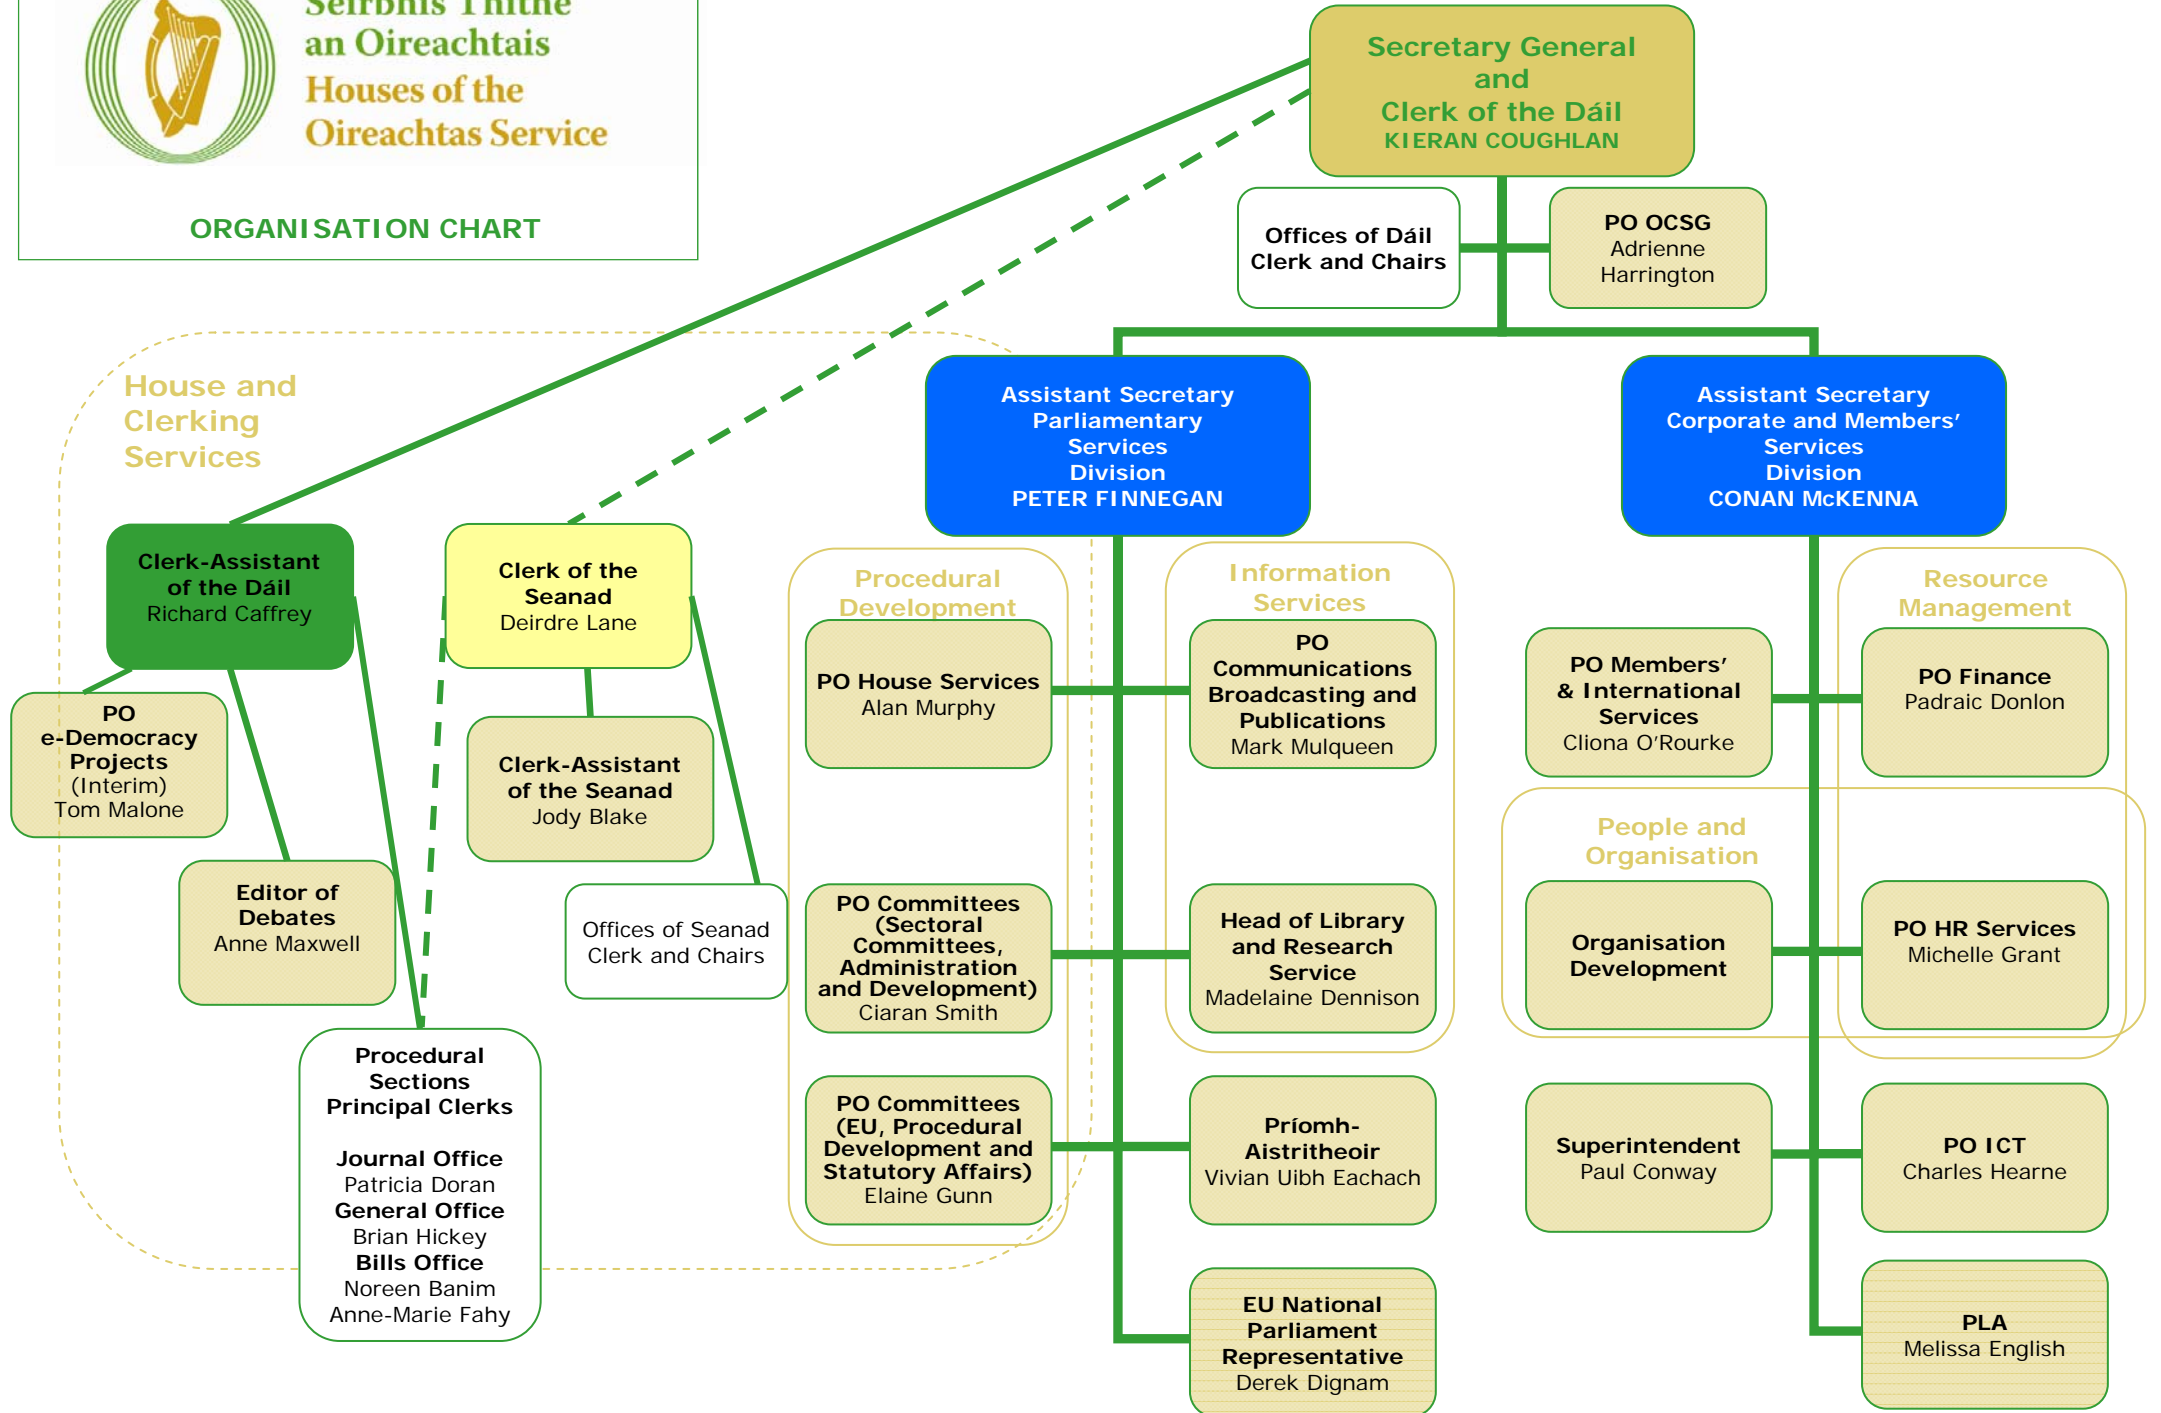 Seirbhís Thithe
an Oireachtais
Houses of the
Oireachtas Service
ORGANISATION CHART
Secretary General
and
Clerk of the Dáil
KIERAN COUGHLAN
Offices of Dáil
Clerk and Chairs
PO OCSG
Adrienne
Harrington
House and
Clerking
Services
Assistant Secretary
Parliamentary
Services
Division
PETER FINNEGAN
Assistant Secretary
Corporate and Members’
Services
Division
CONAN McKENNA
Clerk-Assistant
of the Dáil
Richard Caffrey
Clerk of the
Seanad
Deirdre Lane
PO
e-Democracy
Projects
(Interim)
Tom Malone
Clerk-Assistant
of the Seanad
Jody Blake
Editor of
Debates
Anne Maxwell
Offices of Seanad
Clerk and Chairs
Procedural
Sections
Principal Clerks
Journal Office
Patricia Doran
General Office
Brian Hickey
Bills Office
Noreen Banim
Anne-Marie Fahy
Procedural
Development
PO House Services
Alan Murphy
PO Committees
(Sectoral
Committees,
Administration
and Development)
Ciaran Smith
PO Committees
(EU, Procedural
Development and
Statutory Affairs)
Elaine Gunn
Information
Services
PO
Communications
Broadcasting and
Publications
Mark Mulqueen
Head of Library
and Research
Service
Madelaine Dennison
Príomh-
Aistritheoir
Vivian Uibh Eachach
EU National
Parliament
Representative
Derek Dignam
Resource
Management
PO Members’
& International
Services
Cliona O’Rourke
PO Finance
Padraic Donlon
People and
Organisation
Organisation
Development
PO HR Services
Michelle Grant
Superintendent
Paul Conway
PO ICT
Charles Hearne
PLA
Melissa English